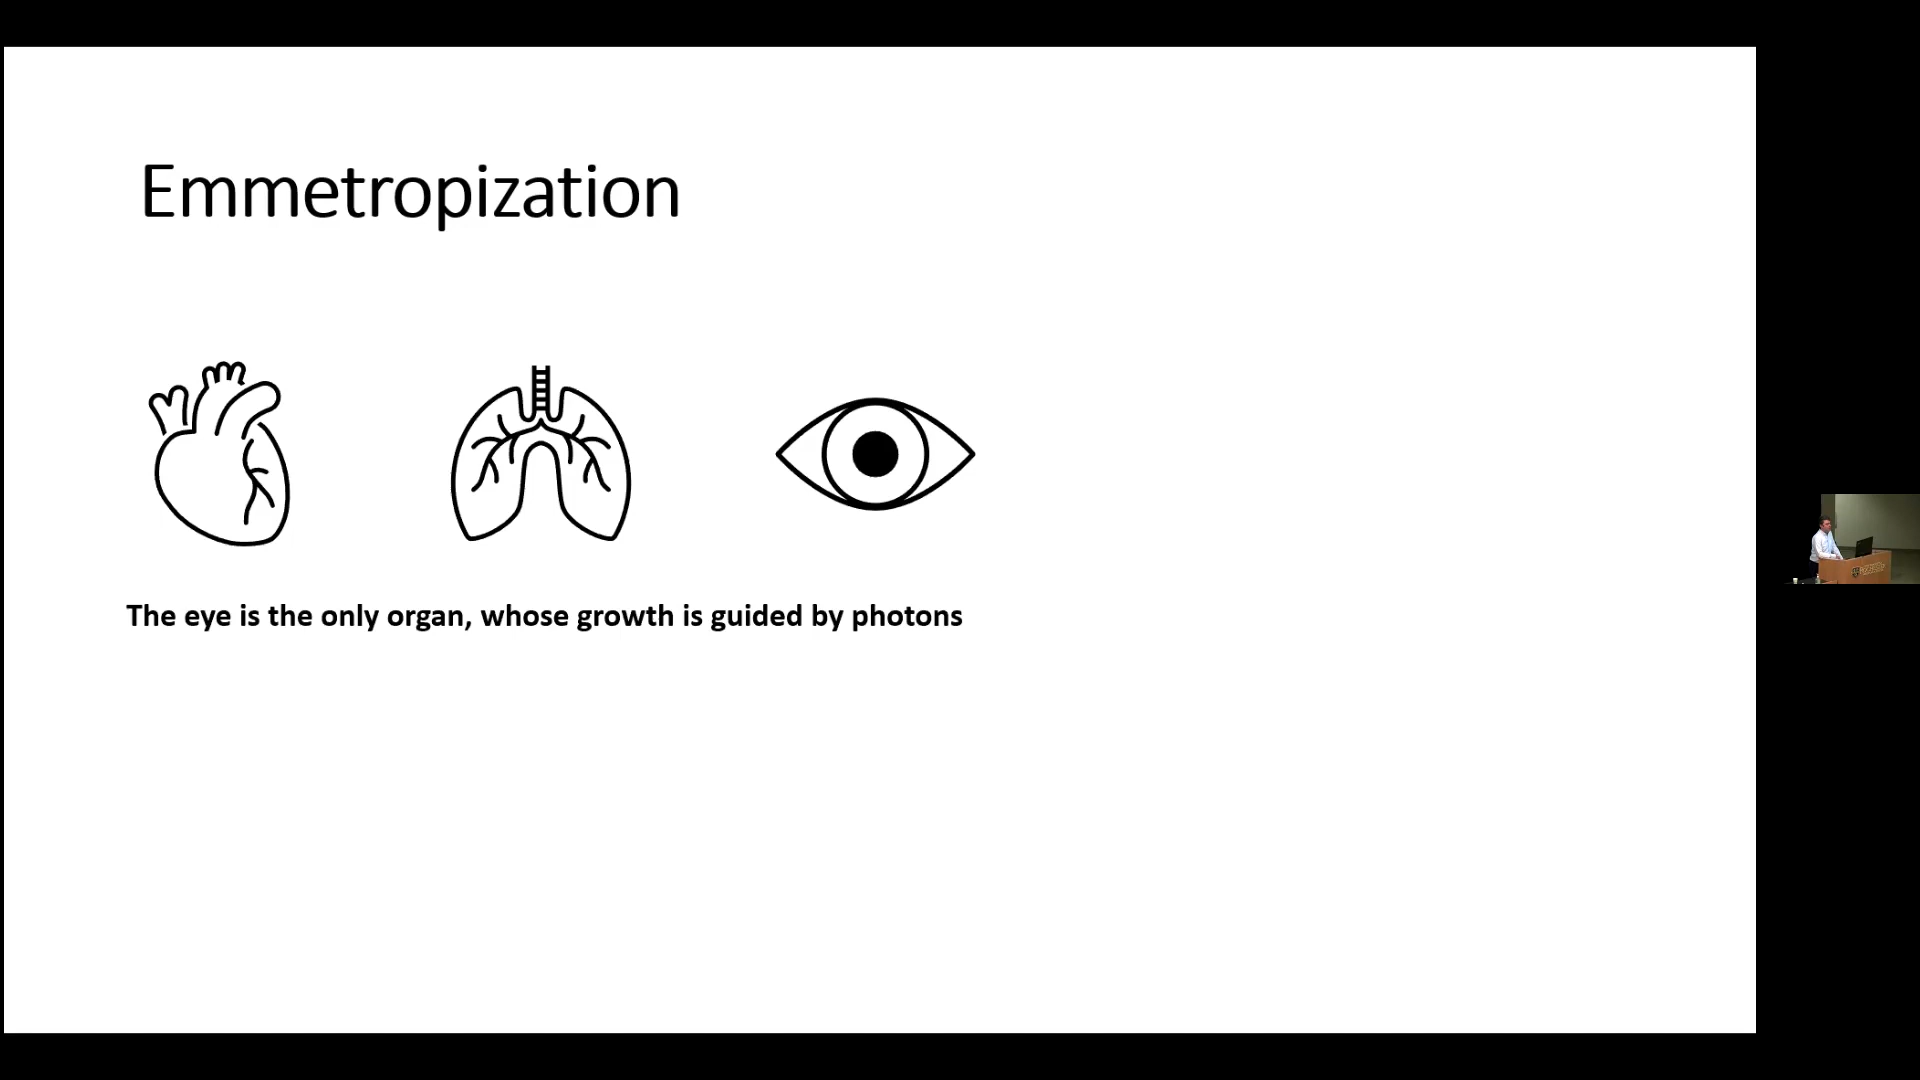 Emmetropization
The eye is the only organ, whose growth is guided by photons